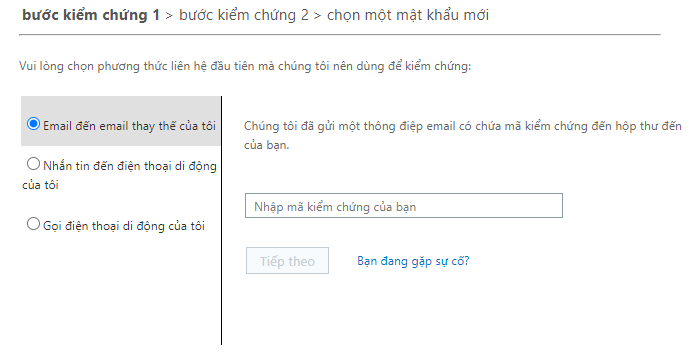 bước kiểm chứng 1 > bước kiểm chứng 2 > chọn một mật khẩu mới
Vui lòng chọn phương thức liên hệ đầu tiên mà chúng tôi nên dùng để kiểm chứng:
Email đến email thay thế của tôi
Nhắn tin đến điện thoại di động
của tôi
Gọi điện thoại di động của tôi
Chúng tôi đã gửi một thông điệp email có chứa mã kiểm chứng đến hộp thư đến
của bạn.
Nhập mã kiểm chứng của bạn
Tiếp theo
Bạn đang gặp sự cố?